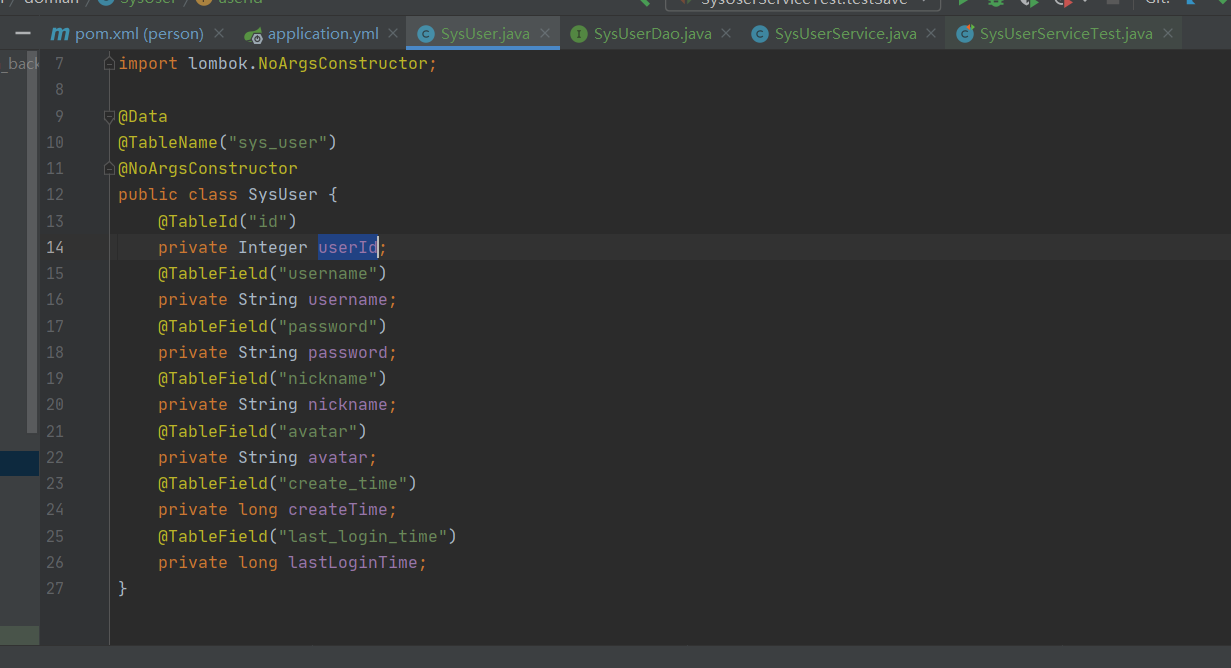 SysUser
SysUserServiceTest.testSave
Git:
pom.xml (person)
application.yml
SysUser.java
SysUserDao.java
SysUserService.java
SysUserServiceTest.java
_back
7 import lombok.NoArgsConstructor;
8
9 @Data
10 @TableName("sys_user")
11 @NoArgsConstructor
12 public class SysUser {
13 @TableId("id")
14 private Integer userId;
15 @TableField("username")
16 private String username;
17 @TableField("password")
18 private String password;
19 @TableField("nickname")
20 private String nickname;
21 @TableField("avatar")
22 private String avatar;
23 @TableField("create_time")
24 private long createTime;
25 @TableField("last_login_time")
26 private long lastLoginTime;
27 }